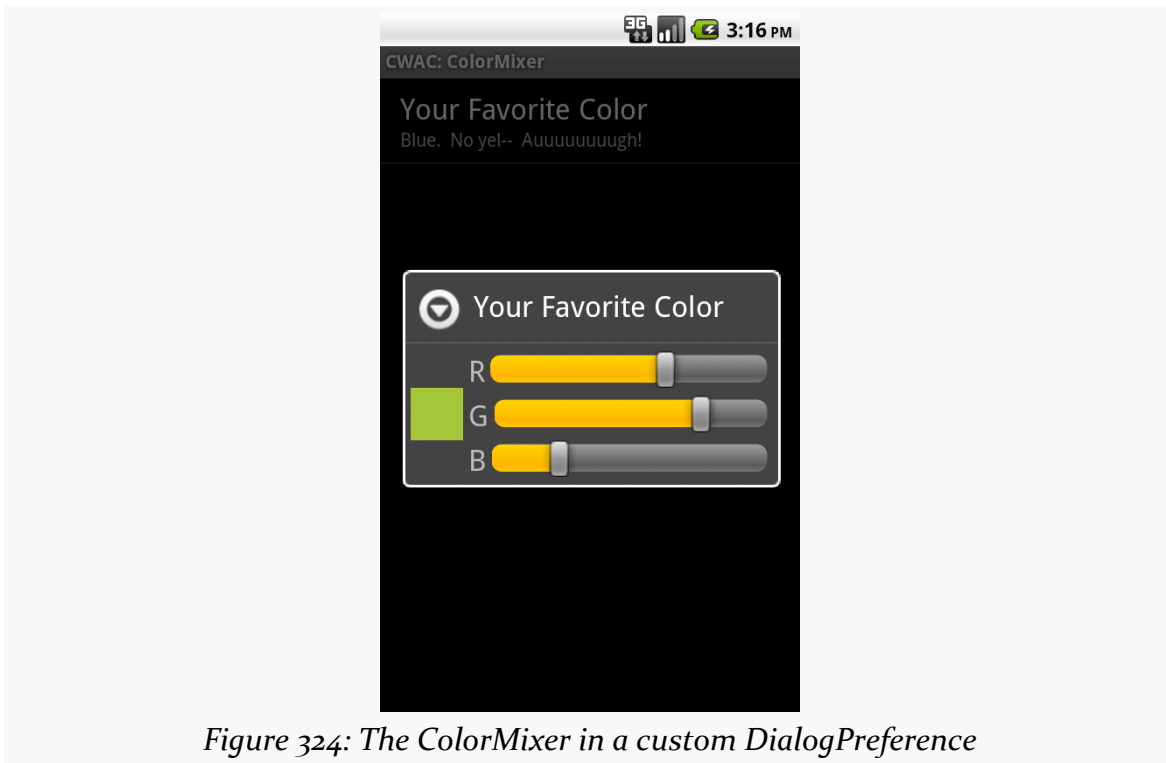 3G 3:16 PM
CWAC: ColorMixer
Your Favorite Color
Blue.  No yel--  Auuuuuuuugh!
Your Favorite Color
R
G
B
Figure 324: The ColorMixer in a custom DialogPreference